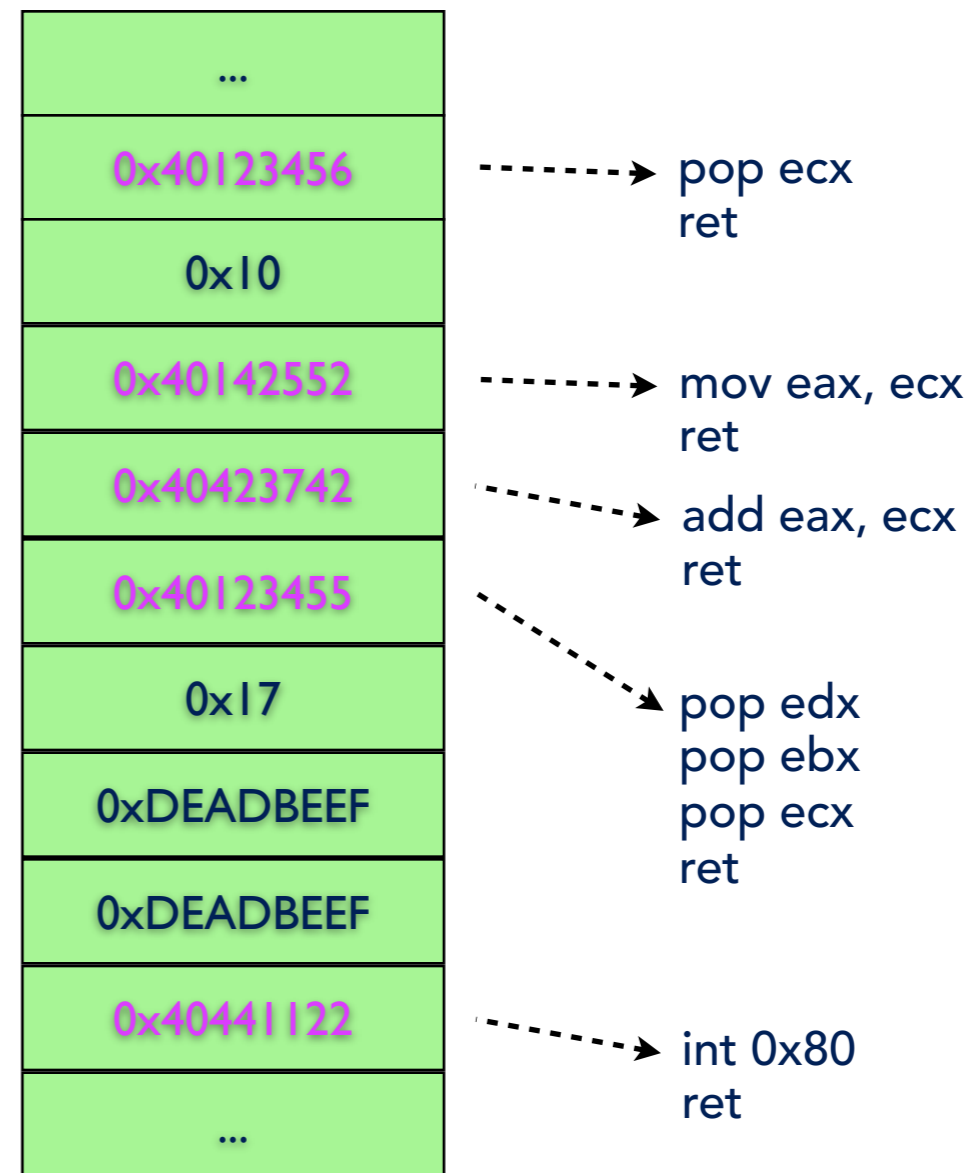 ...
0x40123456
pop ecx
ret
0x10
0x40142552
mov eax, ecx
ret
0x40423742
add eax, ecx
ret
0x40123455
0x17
pop edx
pop ebx
pop ecx
ret
0xDEADBEEF
0xDEADBEEF
0x40441122
int 0x80
ret
...